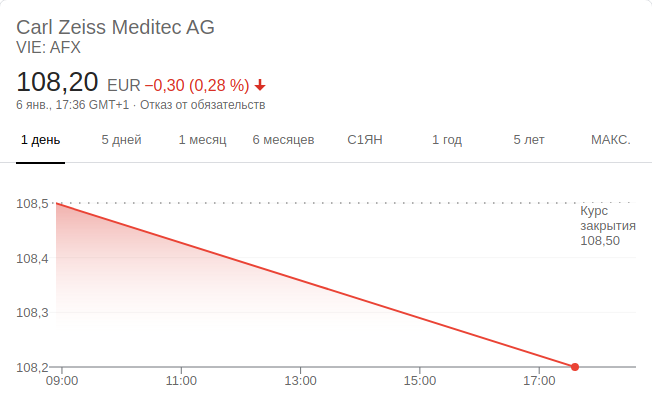 Carl Zeiss Meditec AG
VIE: AFX
108,20 EUR −0,30 (0,28 %)
6 янв., 17:36 GMT+1 · Отказ от обязательств
1 день 5 дней 1 месяц 6 месяцев С1ЯН 1 год 5 лет МАКС.
108,5
Курс
закрытия
108,50
108,4
108,3
108,2
09:00 11:00 13:00 15:00 17:00